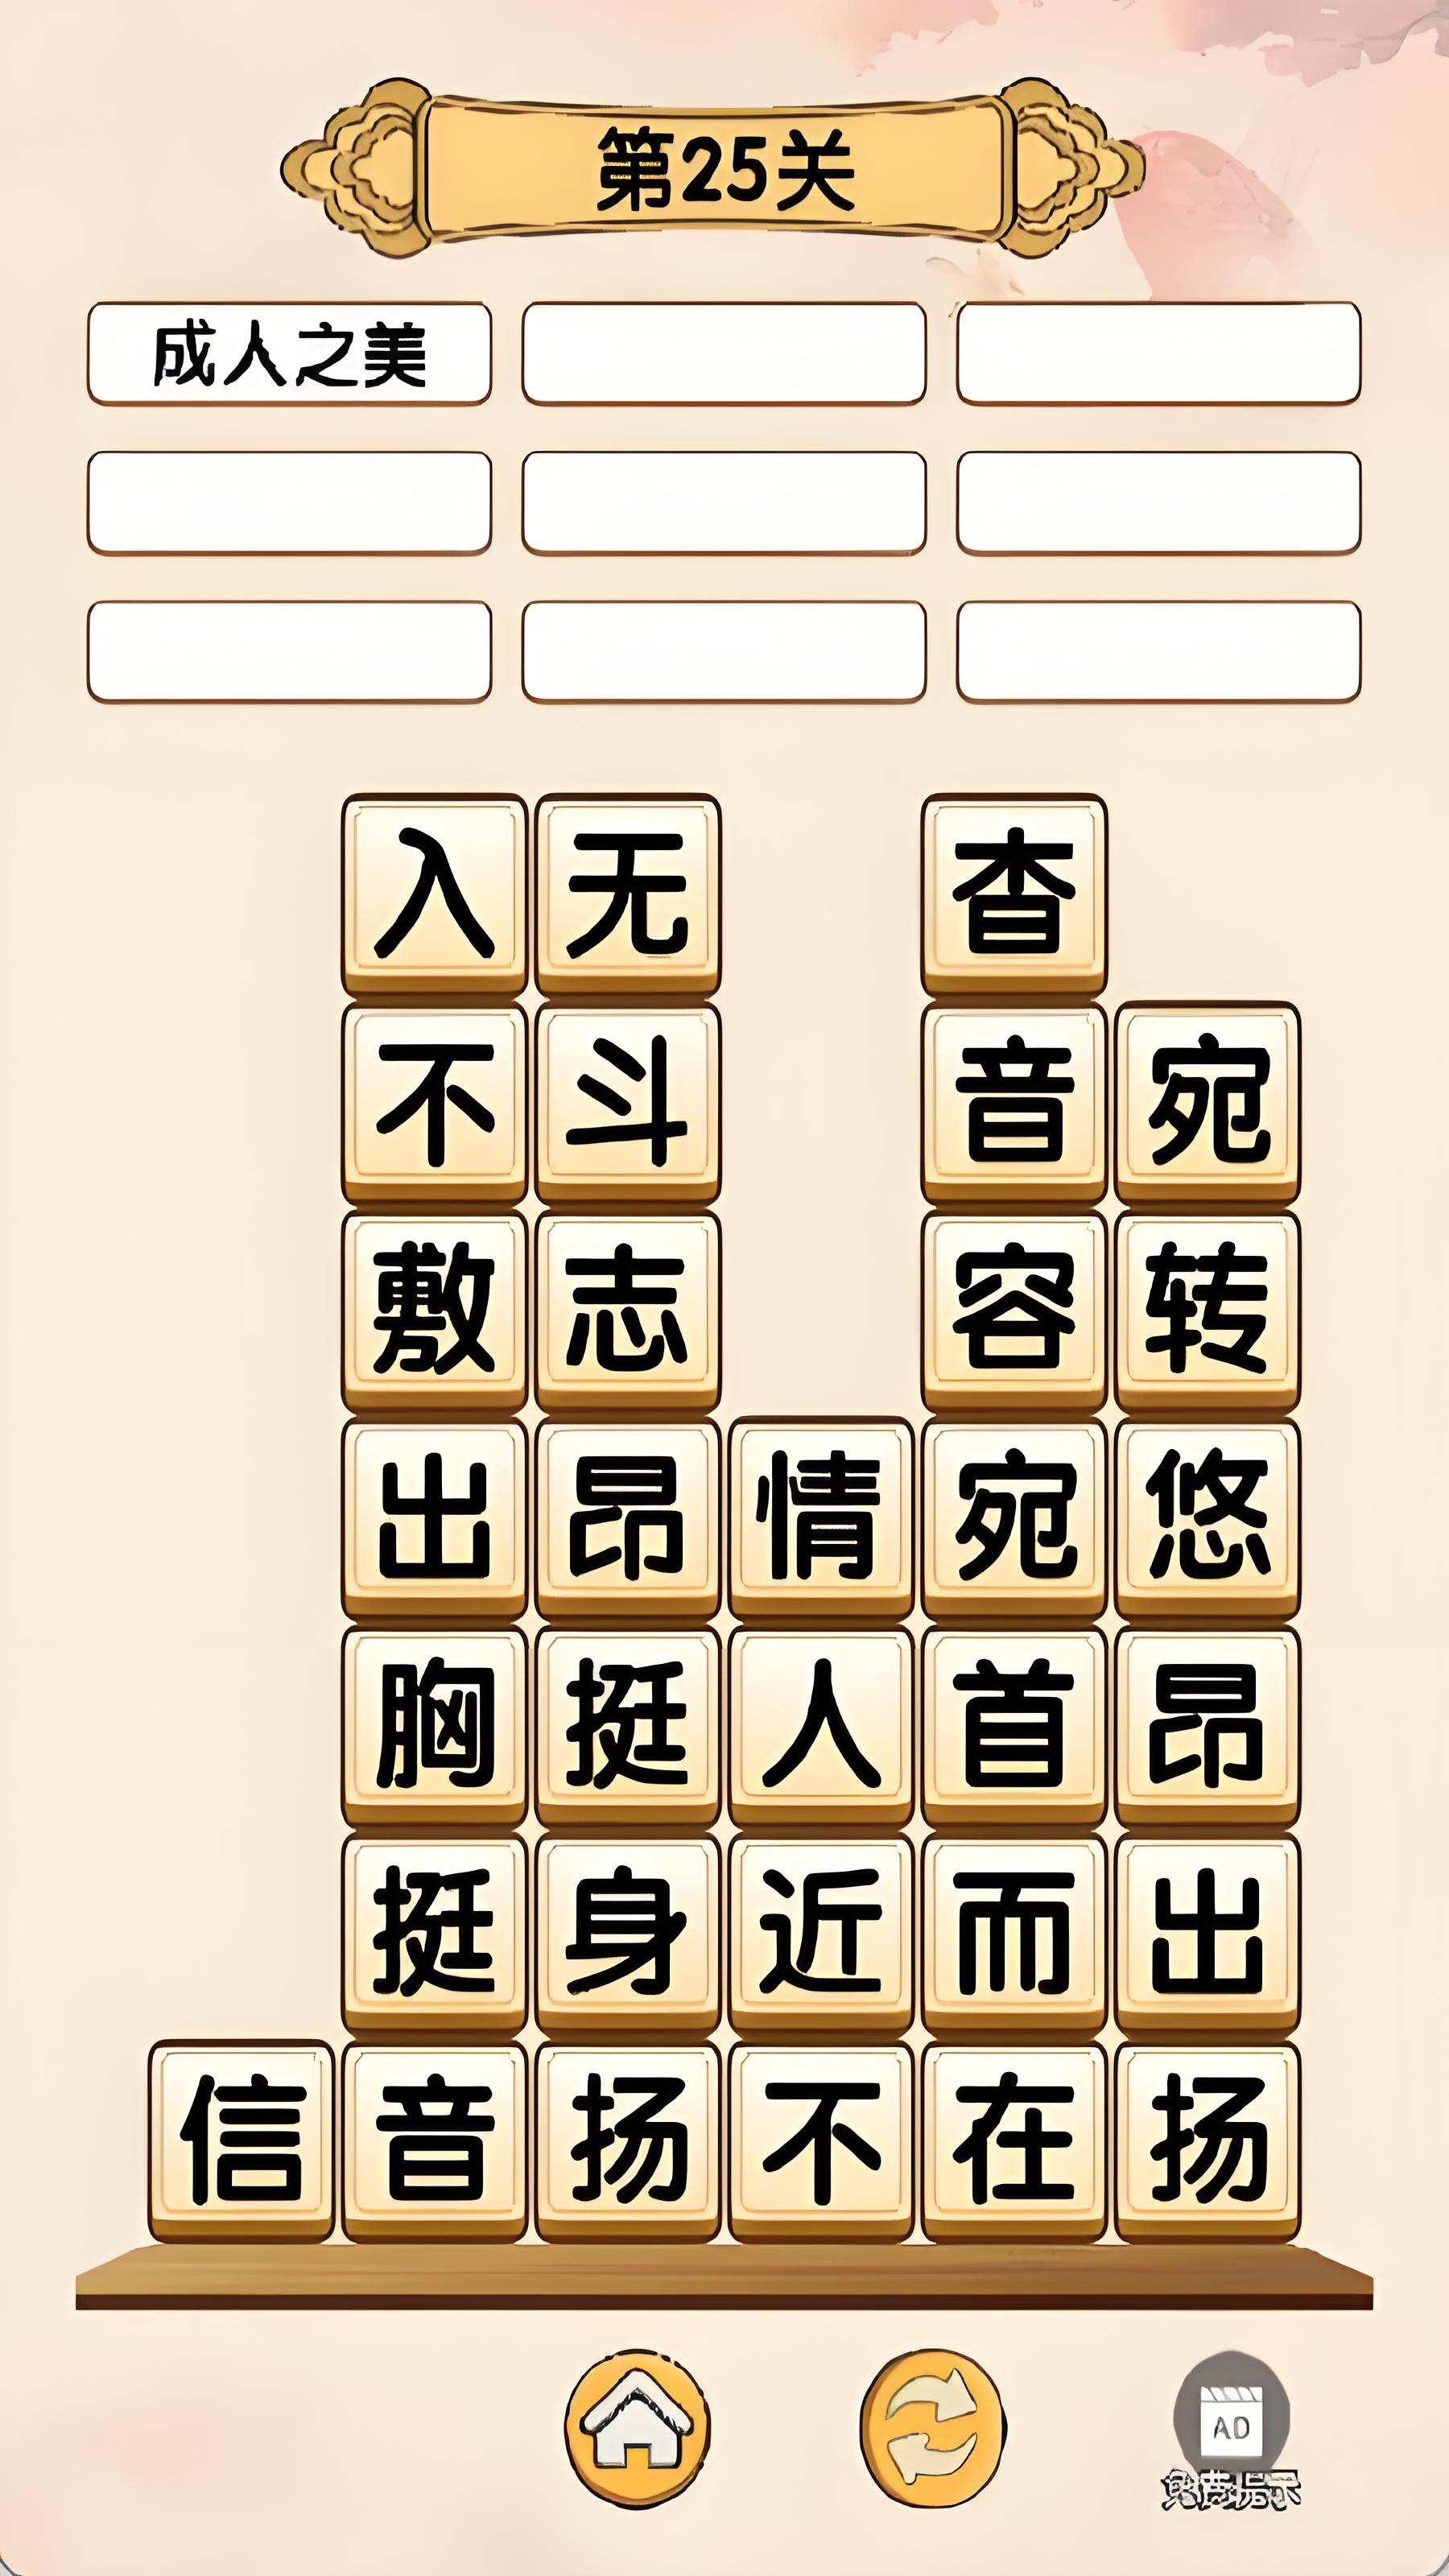 第25关
成人之美
入 无 杳
不 斗 音 宛
敷 志 容 转
出 昂 情 宛 悠
胸 挺 人 首 昂
挺 身 近 而 出
信 音 扬 不 在 扬
AD
免费提示